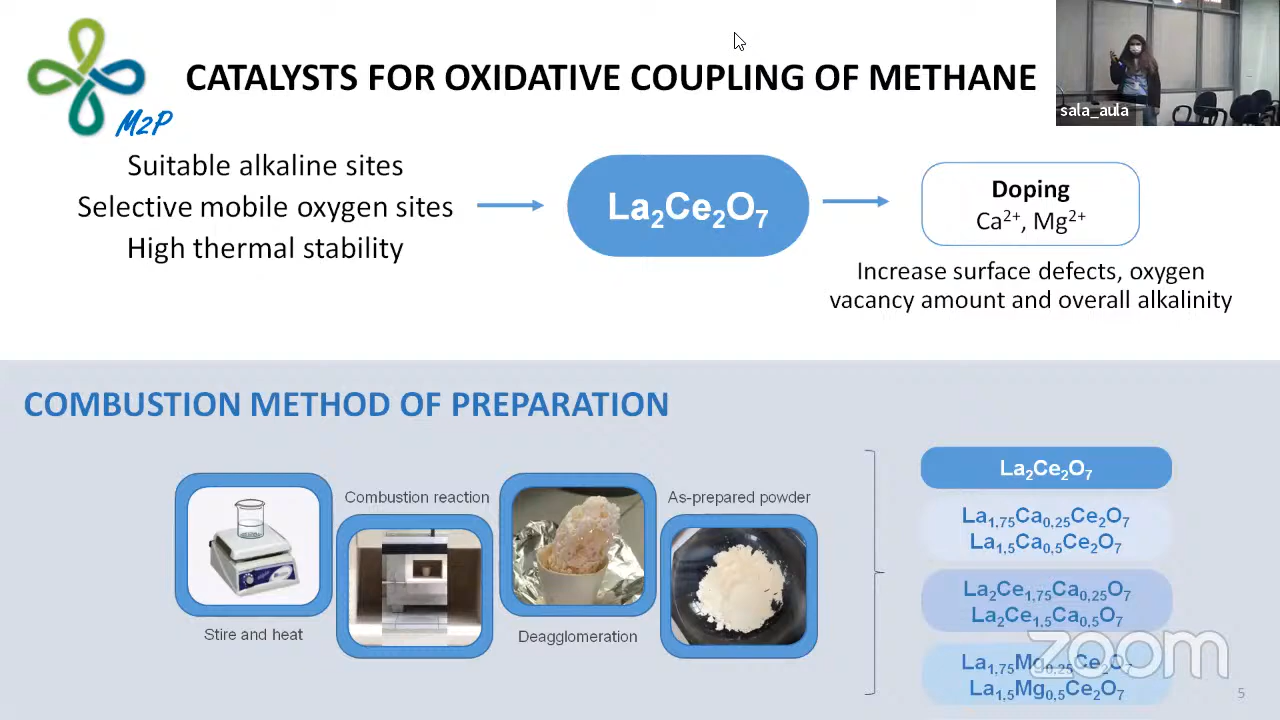 CATALYSTS FOR OXIDATIVE COUPLING OF METHANE
M2P
sala_aula
Suitable alkaline sites
Selective mobile oxygen sites
High thermal stability
La₂Ce₂O₇
Doping
Ca²⁺, Mg²⁺
Increase surface defects, oxygen
vacancy amount and overall alkalinity
COMBUSTION METHOD OF PREPARATION
Stire and heat
Combustion reaction
Deagglomeration
As-prepared powder
La₂Ce₂O₇
La₁,₇₅Ca₀,₂₅Ce₂O₇
La₁,₅Ca₀,₅Ce₂O₇
La₂Ce₁,₇₅Ca₀,₂₅O₇
La₂Ce₁,₅Ca₀,₅O₇
La₁,₇₅Mg₀,₂₅Ce₂O₇
La₁,₅Mg₀,₅Ce₂O₇
zoom
5